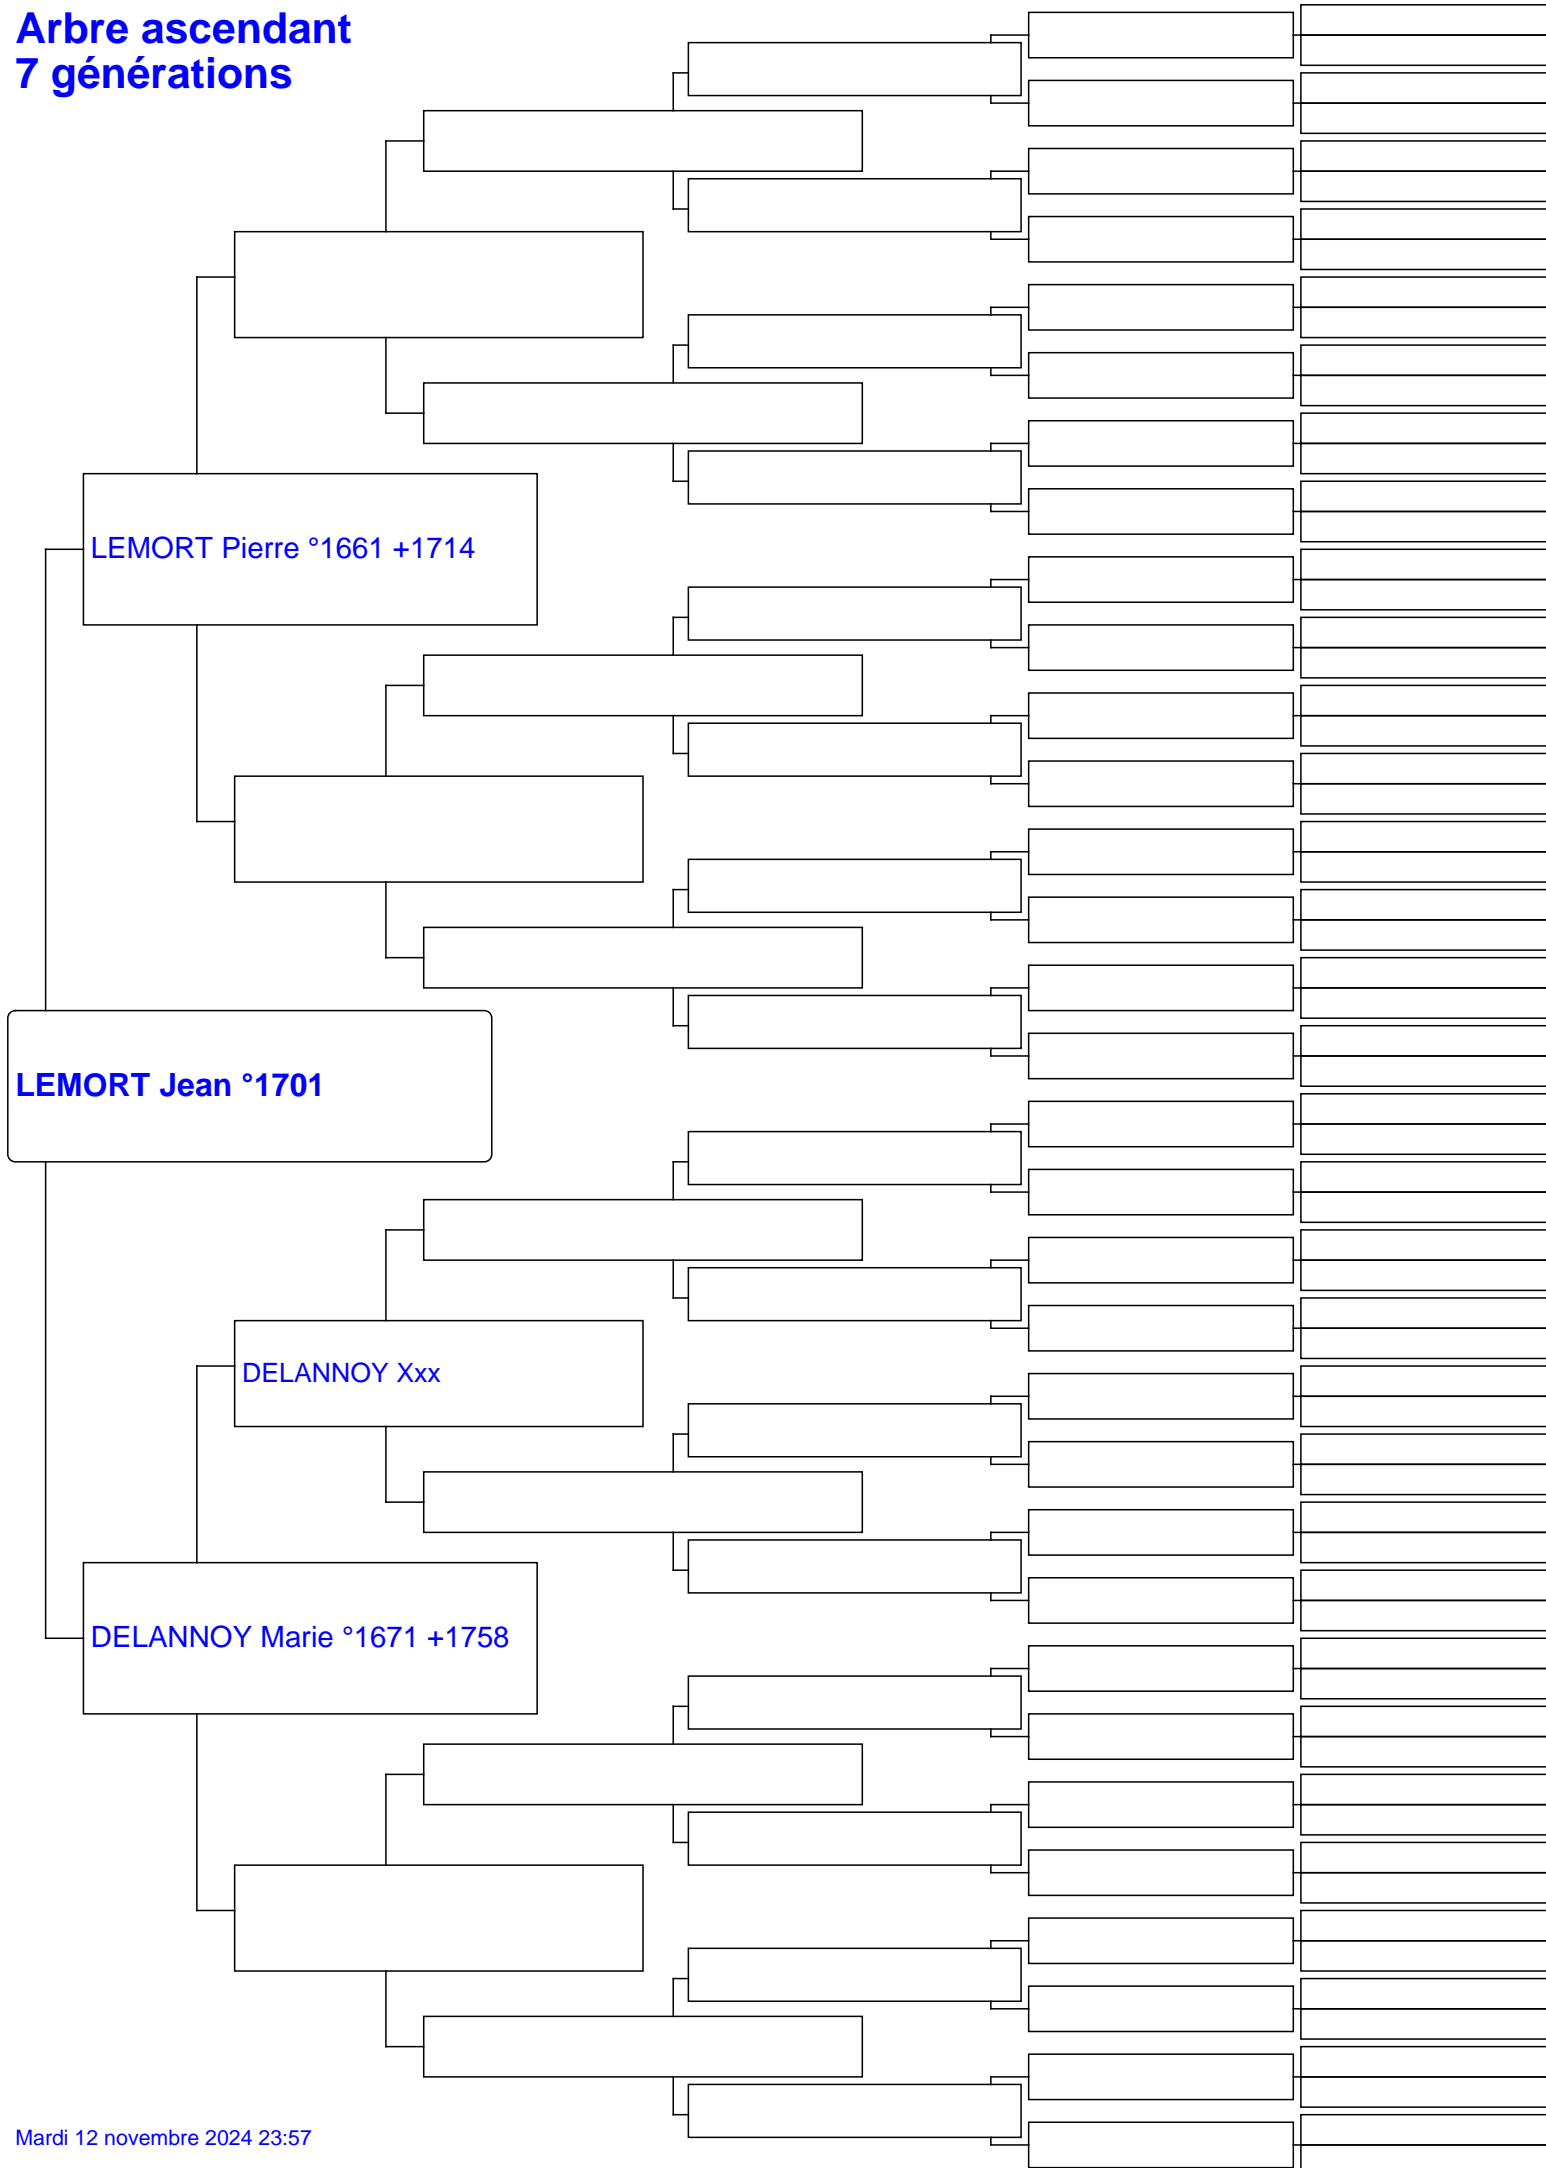 Arbre ascendant
7 générations
LEMORT Pierre °1661 +1714
LEMORT Jean °1701
DELANNOY Xxx
DELANNOY Marie °1671 +1758
Mardi 12 novembre 2024 23:57